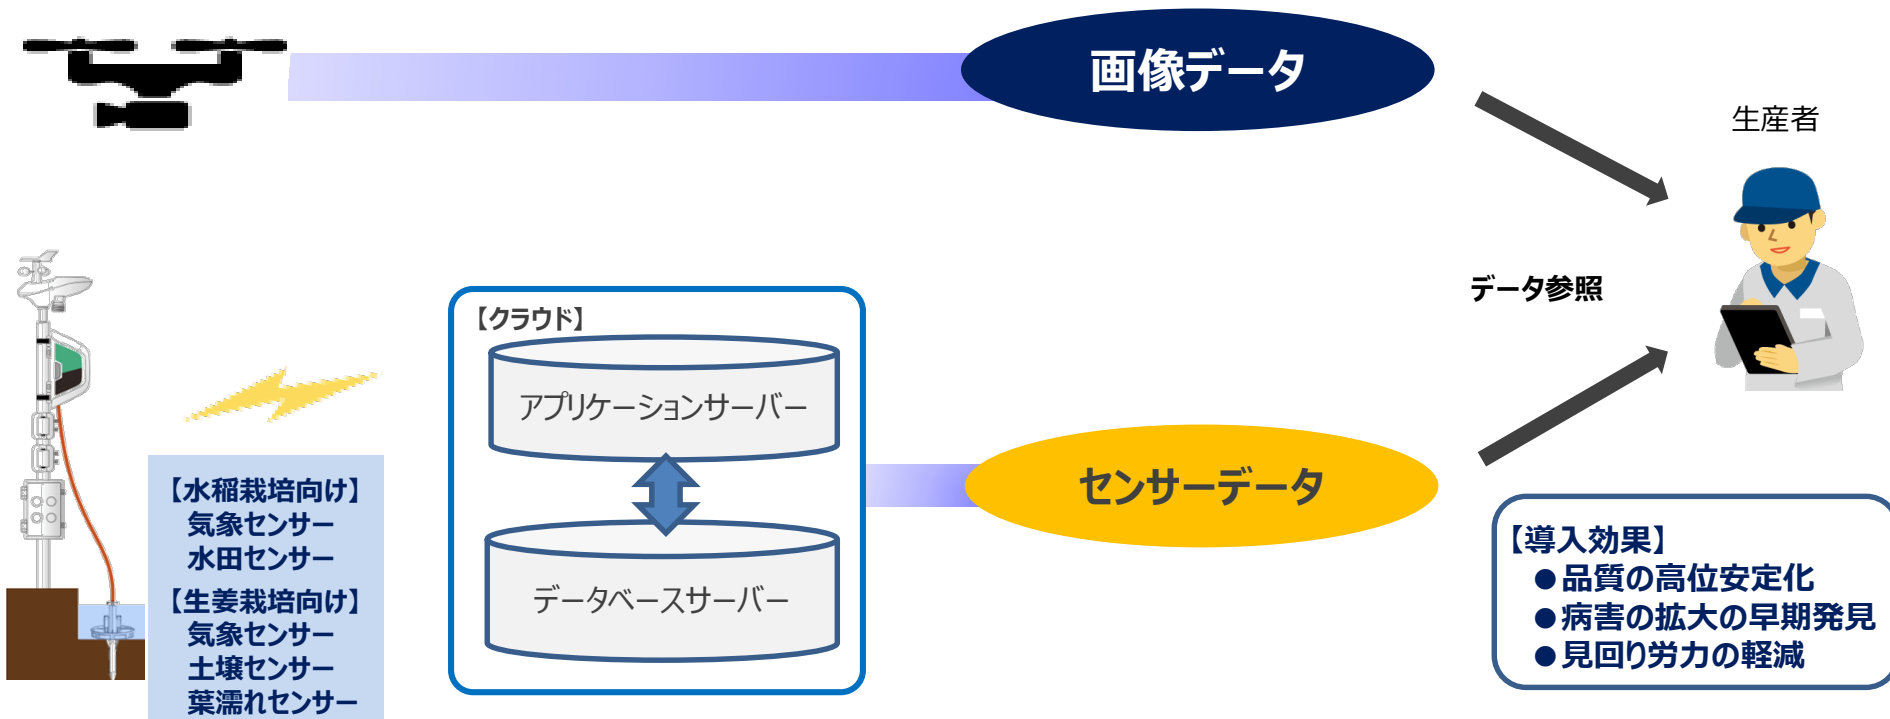 画像データ
生産者
データ参照
【クラウド】
アプリケーションサーバー
データベースサーバー
センサーデータ
【水稲栽培向け】
気象センサー
水田センサー
【生姜栽培向け】
気象センサー
土壌センサー
葉濡れセンサー
【導入効果】
●品質の高位安定化
●病害の拡大の早期発見
●見回り労力の軽減